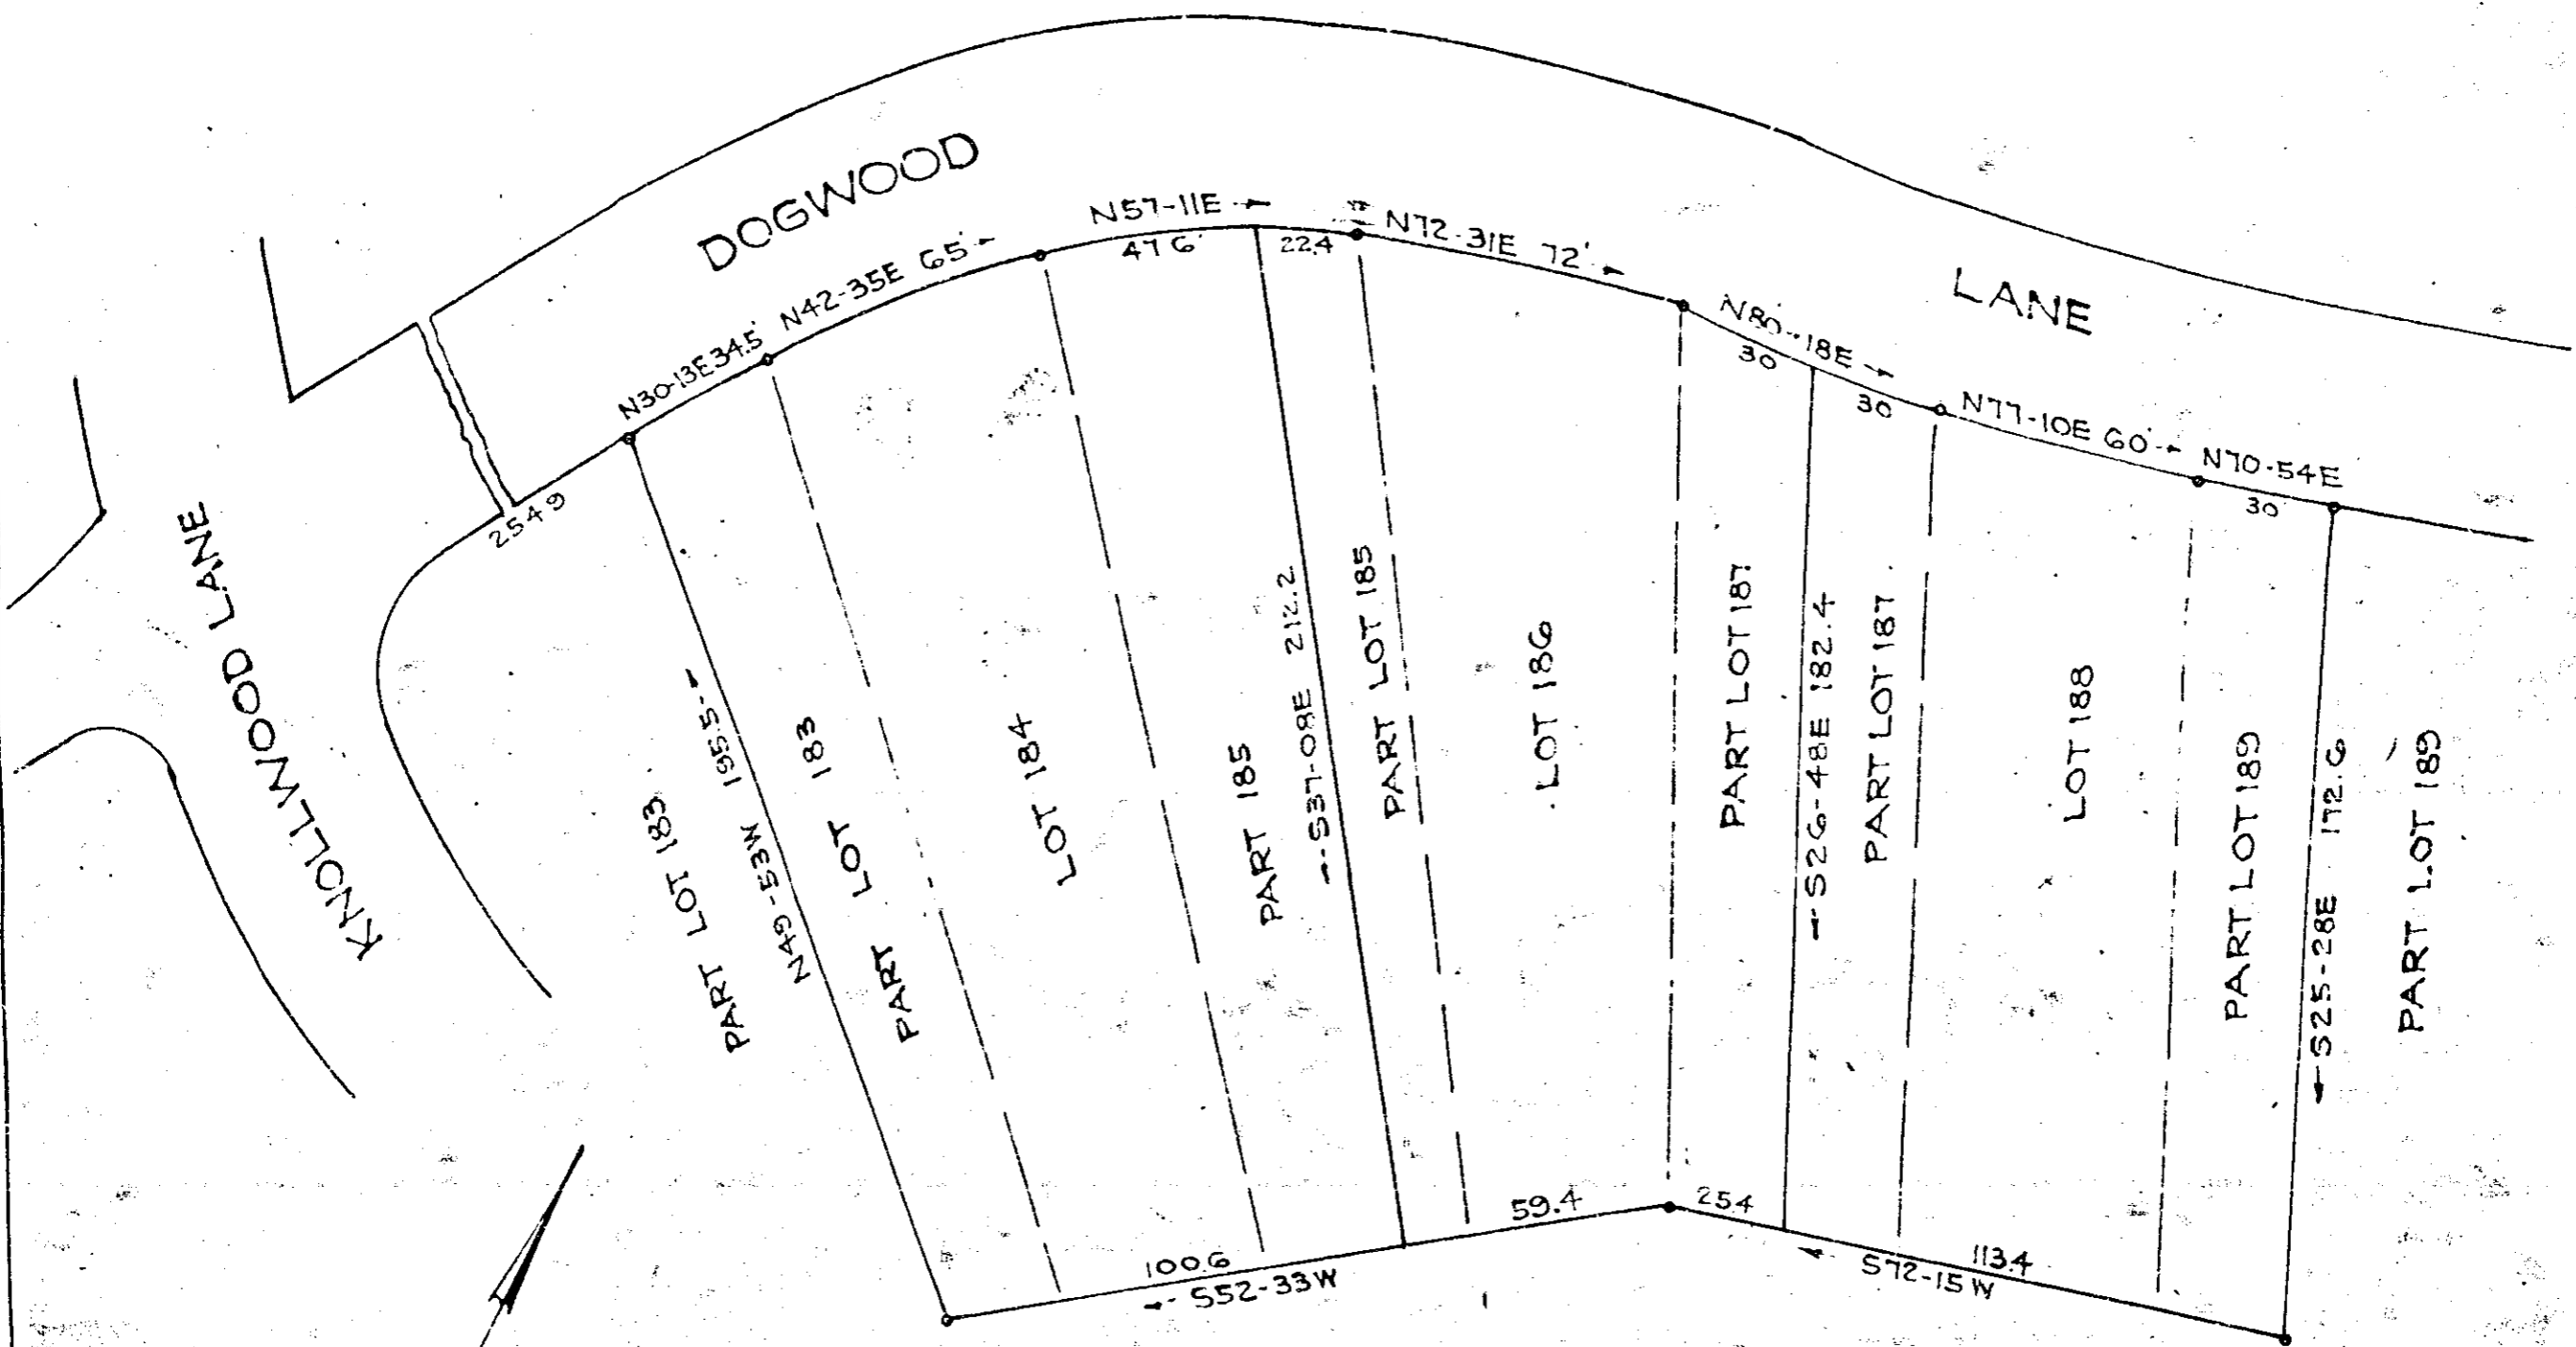 DOGWOOD
LANE
KNOLLWOOD LANE
254.9
N30-13E 34.5'
N42-35E 65'
N57-11E
47.6'
22.4
N72-31E 72'
N80-18E
30
30
N77-10E 60'
N70-54E
30
PART LOT 183
N49-53W 195.5
PART LOT 183
LOT 184
PART 185
S37-08E 212.2
PART LOT 185
LOT 186
PART LOT 187
S26-48E 182.4
PART LOT 187
LOT 188
PART LOT 189
S25-28E 172.6
PART LOT 189
100.6
S52-33W
59.4
25.4
113.4
S72-15W